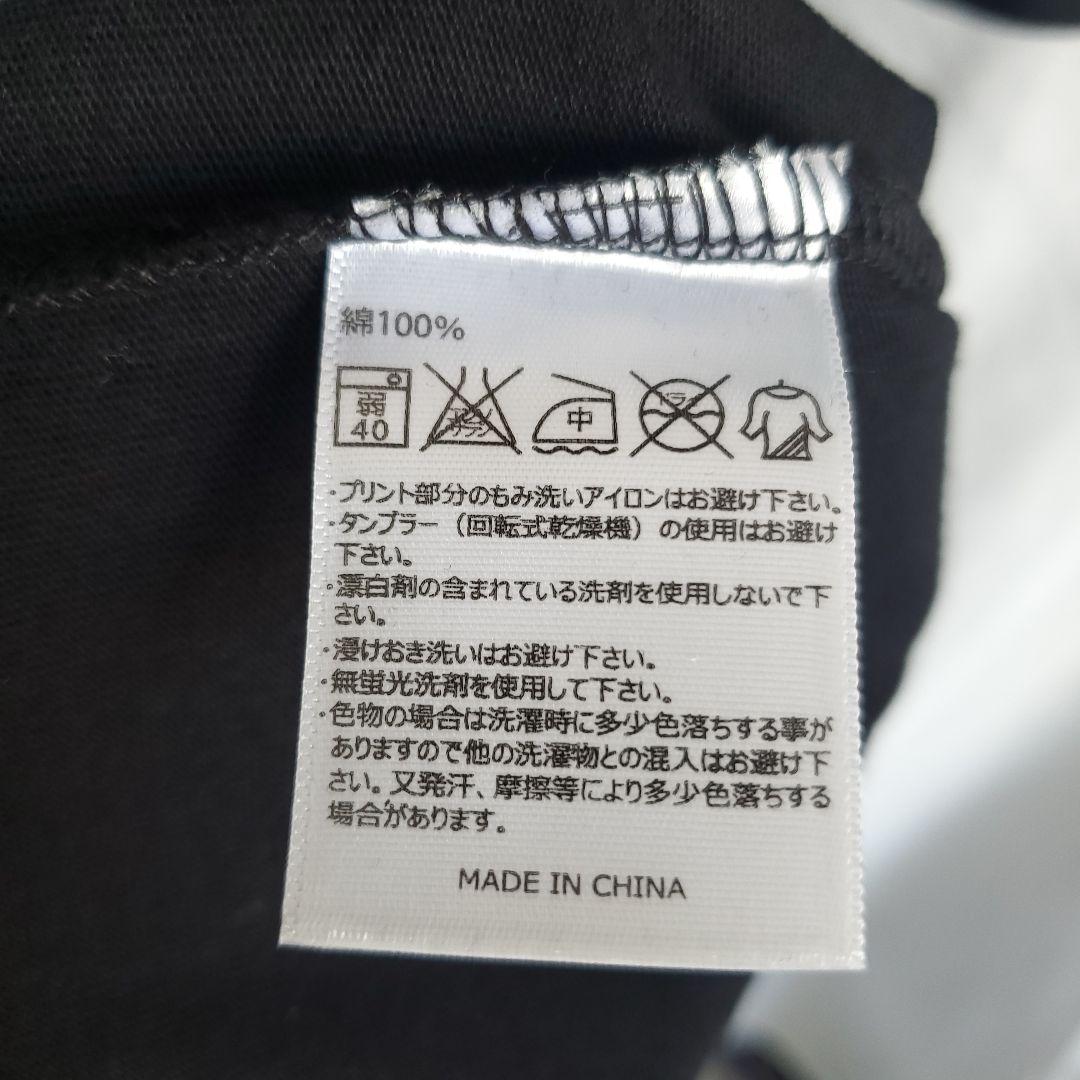 綿100%
弱
40
エンソ
サラシ
中
・プリント部分のもみ洗いアイロンはお避け下さい。
・タンブラー（回転式乾燥機）の使用はお避け
下さい。
・漂白剤の含まれている洗剤を使用しないで下
さい。
・浸けおき洗いはお避け下さい。
・無蛍光洗剤を使用して下さい。
・色物の場合は洗濯時に多少色落ちする事が
ありますので他の洗濯物との混入はお避け下
さい。又発汗、摩擦等により多少色落ちする
場合があります。
MADE IN CHINA